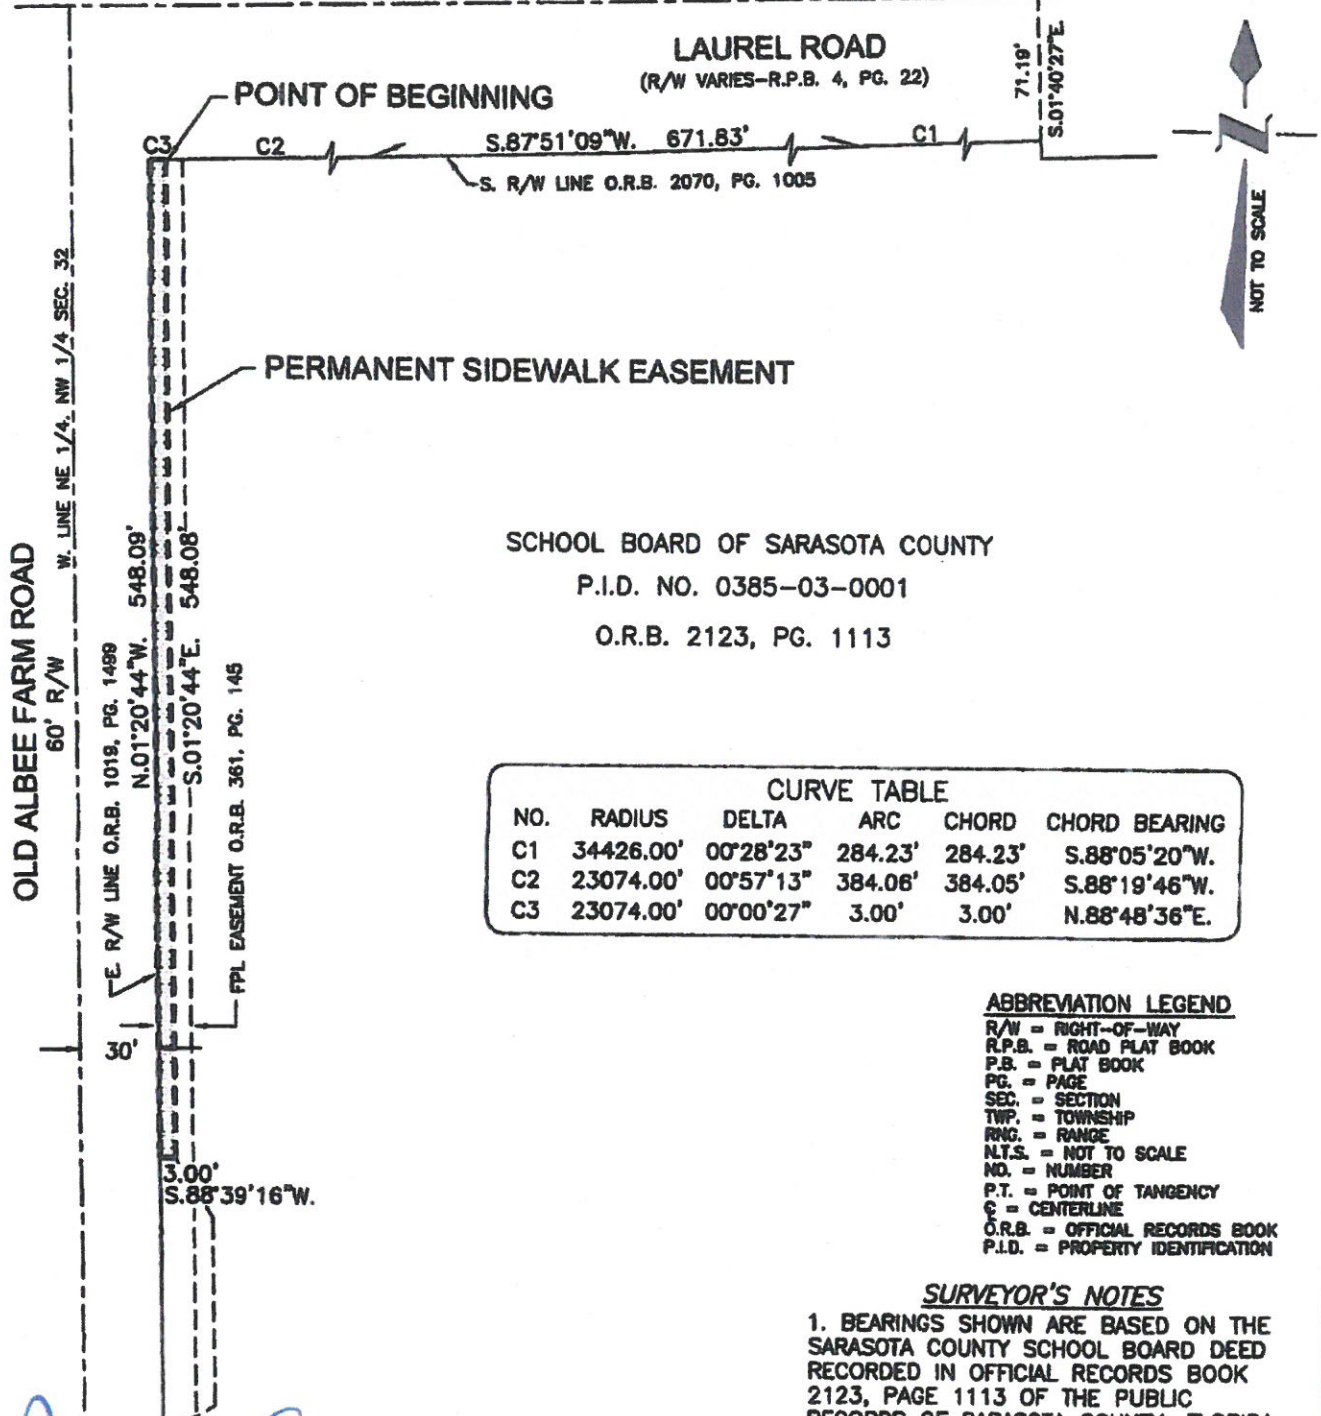 LAUREL ROAD
(R/W VARIES-R.P.B. 4, PG. 22)
71.19'
S.01°40'27"E.
POINT OF BEGINNING
C3
C2
S.87°51'09"W. 671.83'
C1
S. R/W LINE O.R.B. 2070, PG. 1005
N
NOT TO SCALE
W. LINE NE 1/4. NW 1/4 SEC. 32
PERMANENT SIDEWALK EASEMENT
OLD ALBEE FARM ROAD
60' R/W
E. R/W LINE O.R.B. 1019, PG. 1499
N.01°20'44"W. 548.09'
S.01°20'44"E. 548.08'
FPL EASEMENT O.R.B. 361, PG. 145
SCHOOL BOARD OF SARASOTA COUNTY
P.I.D. NO. 0385-03-0001
O.R.B. 2123, PG. 1113
CURVE TABLE
NO. RADIUS DELTA ARC CHORD CHORD BEARING
C1 34426.00' 00°28'23" 284.23' 284.23' S.88°05'20"W.
C2 23074.00' 00°57'13" 384.06' 384.05' S.88°19'46"W.
C3 23074.00' 00°00'27" 3.00' 3.00' N.88°48'36"E.
30'
3.00'
S.88°39'16"W.
ABBREVIATION LEGEND
R/W = RIGHT-OF-WAY
R.P.B. = ROAD PLAT BOOK
P.B. = PLAT BOOK
PG. = PAGE
SEC. = SECTION
TWP. = TOWNSHIP
RNG. = RANGE
N.T.S. = NOT TO SCALE
NO. = NUMBER
P.T. = POINT OF TANGENCY
℄ = CENTERLINE
O.R.B. = OFFICIAL RECORDS BOOK
P.I.D. = PROPERTY IDENTIFICATION
SURVEYOR'S NOTES
1. BEARINGS SHOWN ARE BASED ON THE
SARASOTA COUNTY SCHOOL BOARD DEED
RECORDED IN OFFICIAL RECORDS BOOK
2123, PAGE 1113 OF THE PUBLIC
RECORDS OF SARASOTA COUNTY, FLORIDA